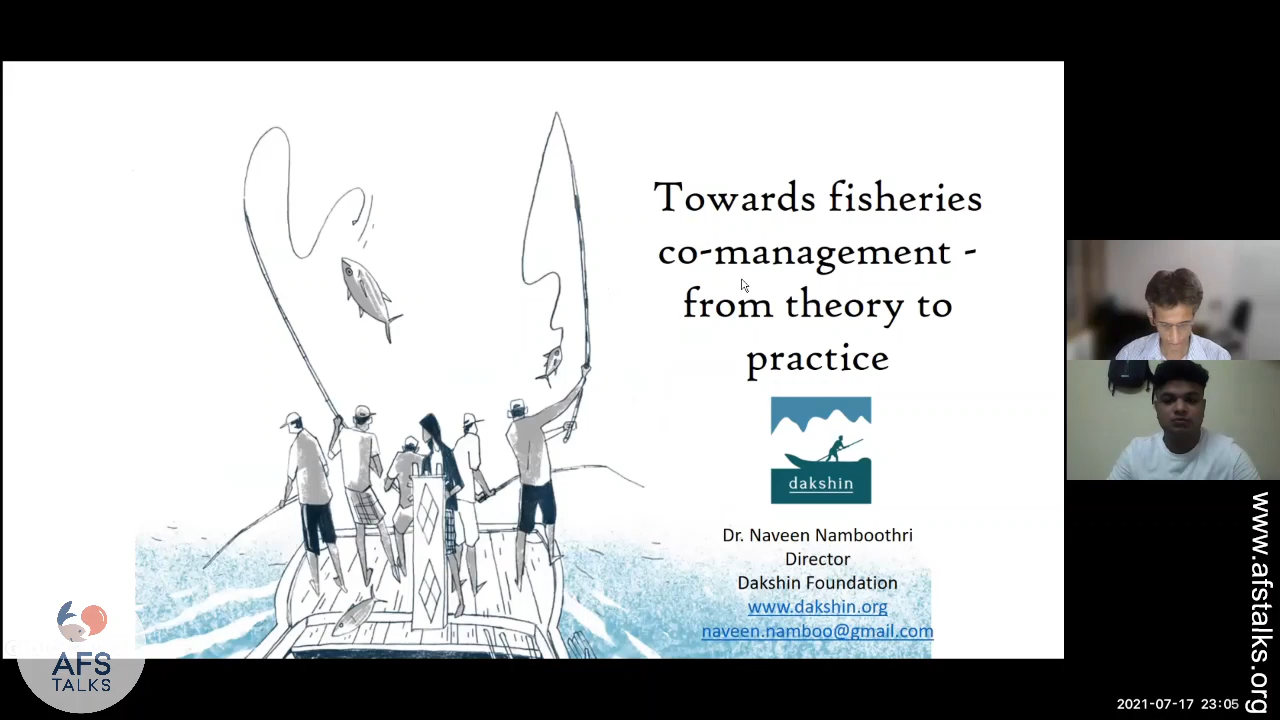 Towards fisheries
co-management -
from theory to
practice
dakshin
Dr. Naveen Namboothri
Director
Dakshin Foundation
www.dakshin.org
naveen.namboo@gmail.com
AFS
TALKS
www.afstalks.org
2021-07-17 23:05